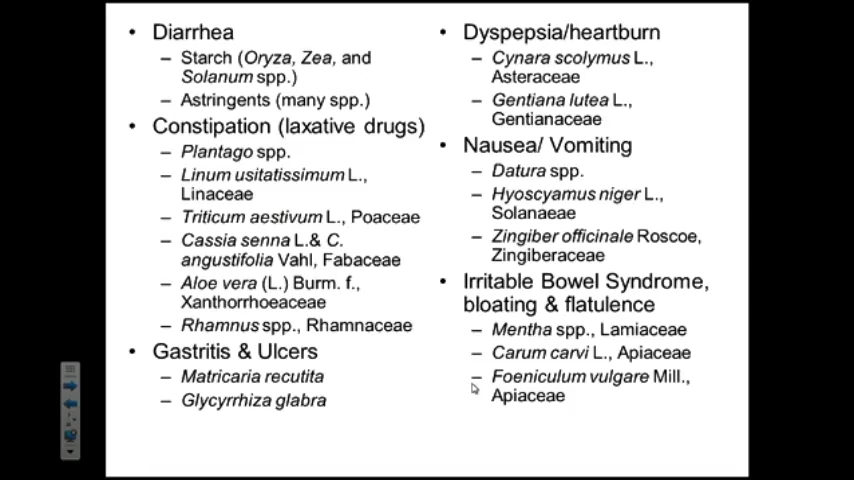 • Diarrhea
– Starch (Oryza, Zea, and
Solanum spp.)
– Astringents (many spp.)
• Constipation (laxative drugs)
– Plantago spp.
– Linum usitatissimum L.,
Linaceae
– Triticum aestivum L., Poaceae
– Cassia senna L.& C.
angustifolia Vahl, Fabaceae
– Aloe vera (L.) Burm. f.,
Xanthorrhoeaceae
– Rhamnus spp., Rhamnaceae
• Gastritis & Ulcers
– Matricaria recutita
– Glycyrrhiza glabra
• Dyspepsia/heartburn
– Cynara scolymus L.,
Asteraceae
– Gentiana lutea L.,
Gentianaceae
• Nausea/ Vomiting
– Datura spp.
– Hyoscyamus niger L.,
Solanaeae
– Zingiber officinale Roscoe,
Zingiberaceae
• Irritable Bowel Syndrome,
bloating & flatulence
– Mentha spp., Lamiaceae
– Carum carvi L., Apiaceae
– Foeniculum vulgare Mill.,
Apiaceae